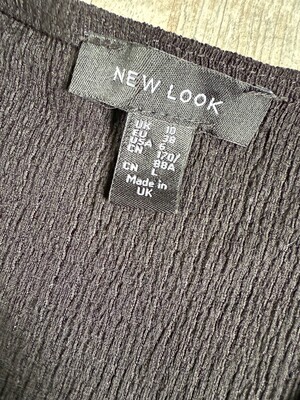 NEW LOOK
UK 10
EU 38
USA 6
CN 170/
88A
CN L
Made in
UK